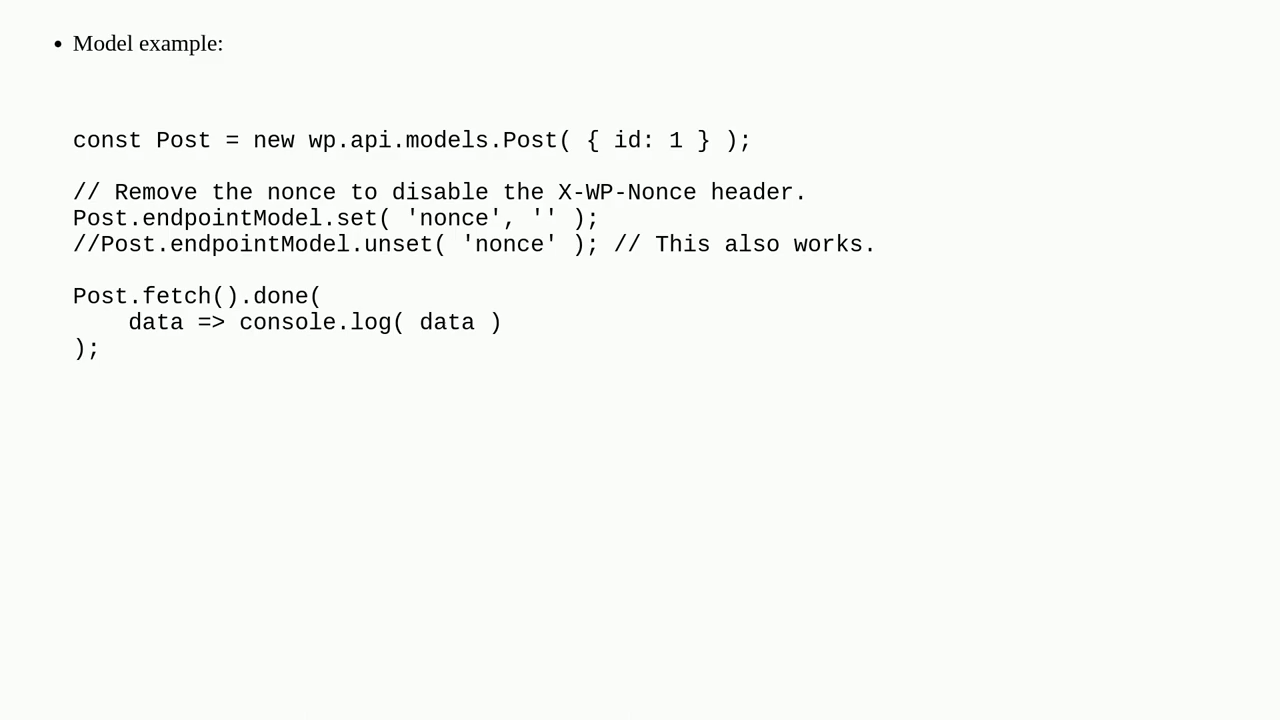 • Model example:
const Post = new wp.api.models.Post( { id: 1 } );
// Remove the nonce to disable the X-WP-Nonce header.
Post.endpointModel.set( 'nonce', '' );
//Post.endpointModel.unset( 'nonce' ); // This also works.
Post.fetch().done(
    data => console.log( data )
);